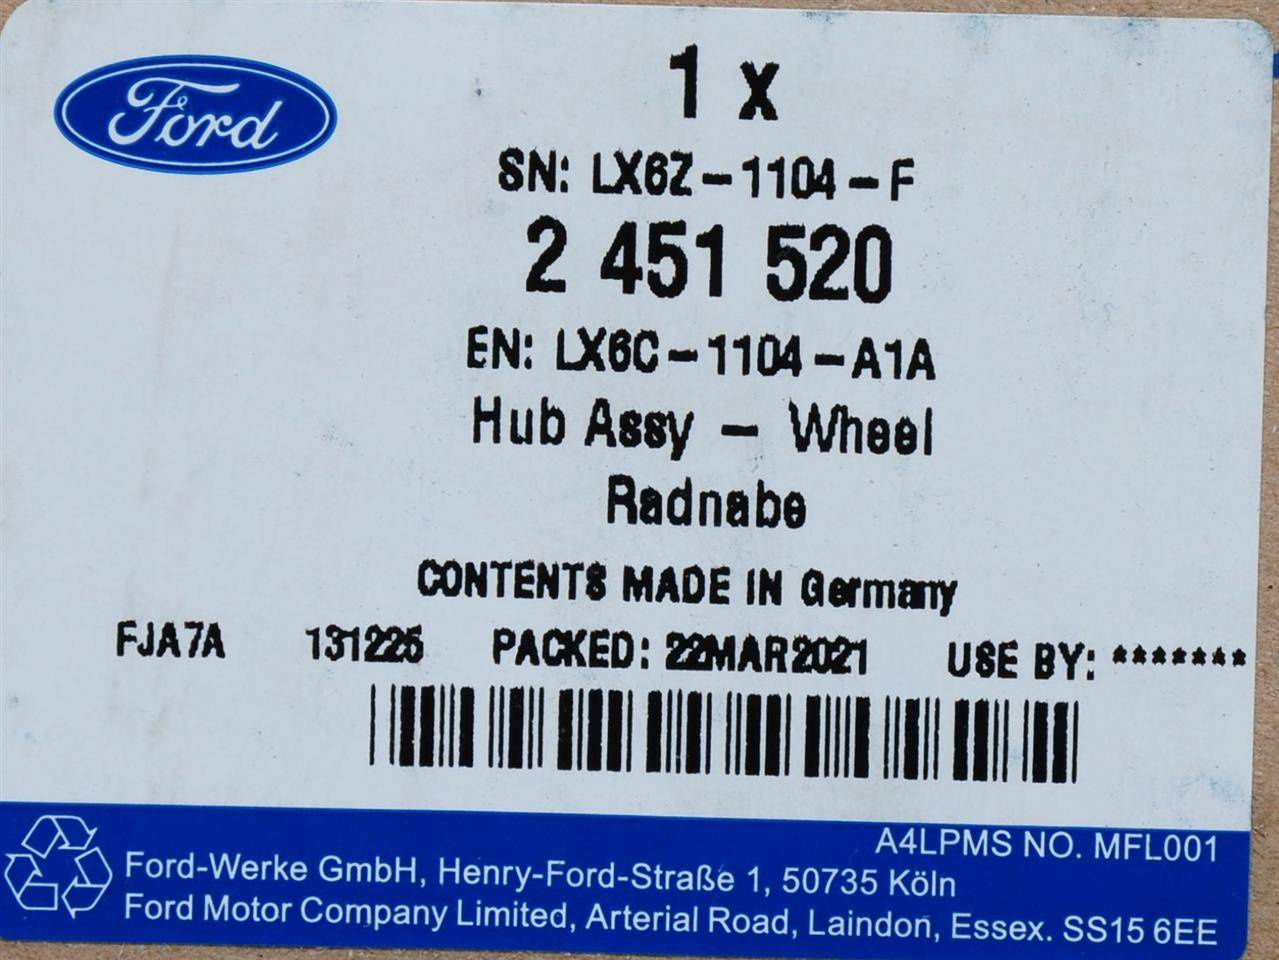 Ford
1 x
SN: LX6Z-1104-F
2 451 520
EN: LX6C-1104-A1A
Hub Assy - Wheel
Radnabe
CONTENTS MADE IN Germany
FJA7A 131225 PACKED: 22MAR2021 USE BY: *******
A4LPMS NO. MFL001
Ford-Werke GmbH, Henry-Ford-Straße 1, 50735 Köln
Ford Motor Company Limited, Arterial Road, Laindon, Essex. SS15 6EE